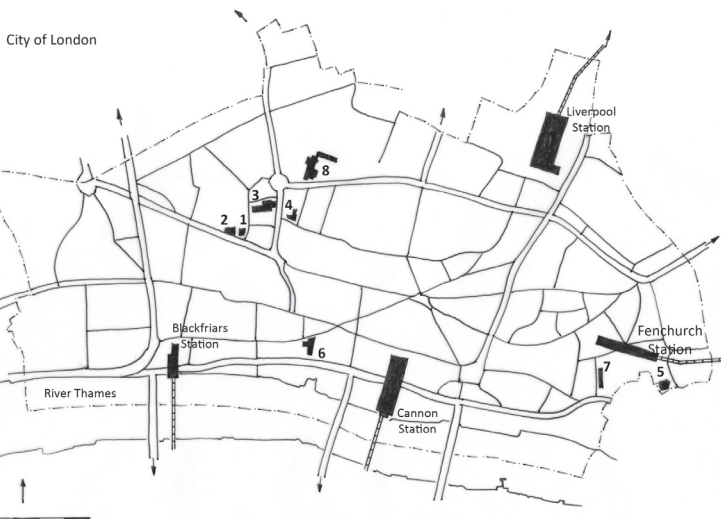 City of London
Liverpool
Station
8
3
4
2
1
Blackfriars
Station
6
Fenchurch
Station
7
5
River Thames
Cannon
Station